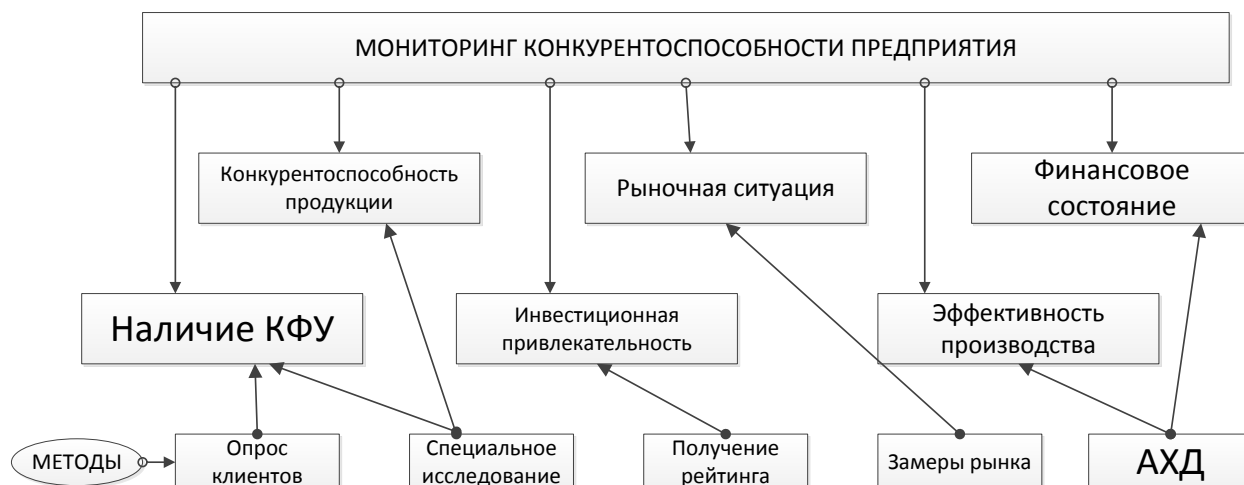 МОНИТОРИНГ КОНКУРЕНТОСПОСОБНОСТИ ПРЕДПРИЯТИЯ
Конкурентоспособность
продукции
Рыночная ситуация
Финансовое
состояние
Наличие КФУ
Инвестиционная
привлекательность
Эффективность
производства
МЕТОДЫ
Опрос
клиентов
Специальное
исследование
Получение
рейтинга
Замеры рынка
АХД